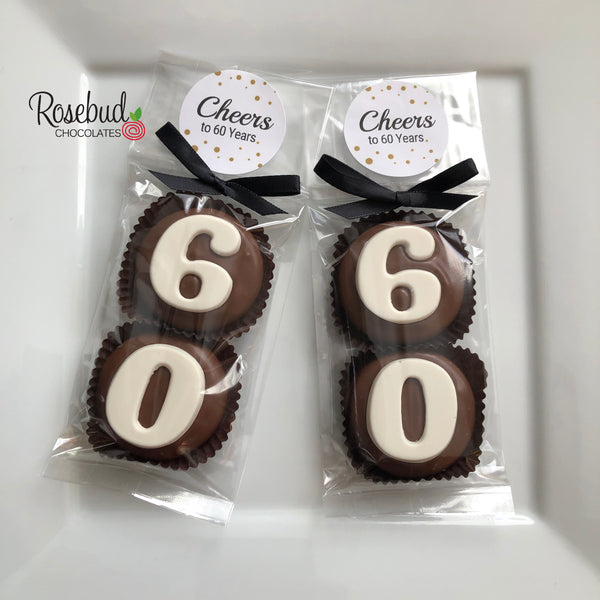 Rosebud
CHOCOLATES
Cheers
to 60 Years
Cheers
to 60 Years
6
0
6
0